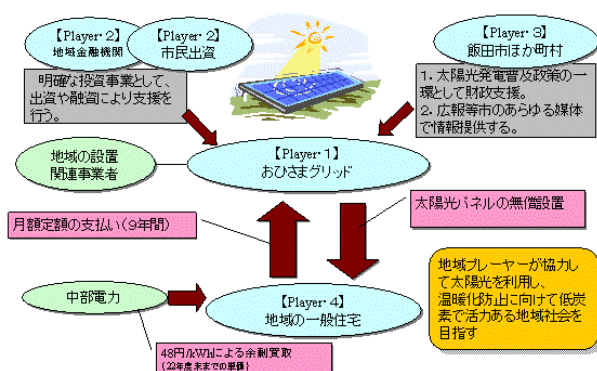 【Player・2】
地域金融機関
【Player・2】
市民出資
【Player・3】
飯田市ほか町村
明確な投資事業として、
出資や融資により支援を
行う。
1．太陽光発電普及政策の一
環として財政支援。
2．広報等市のあらゆる媒体
で情報提供する。
地域の設置
関連事業者
【Player・1】
おひさまグリッド
月額定額の支払い（9年間）
太陽光パネルの無償設置
中部電力
【Player・4】
地域の一般住宅
地域プレーヤーが協力し
て太陽光を利用し、
温暖化防止に向けて低炭
素で活力ある地域社会を
目指す
48円/kWhによる余剰買取
（22年度末までの単価）